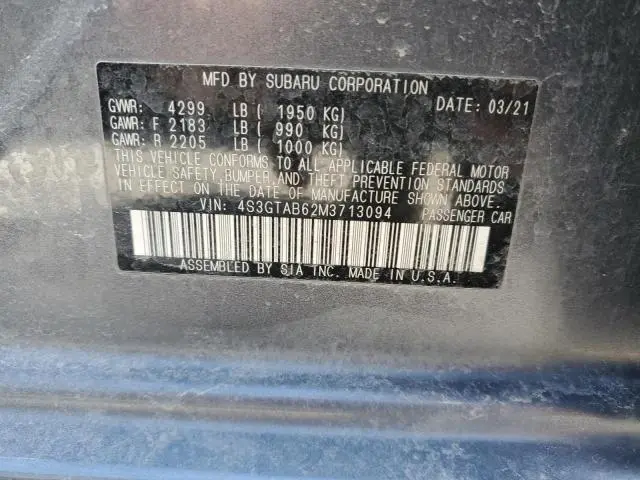 MFD BY SUBARU CORPORATION
GVWR: 4299 LB ( 1950 KG) DATE: 03/21
GAWR: F 2183 LB ( 990 KG)
GAWR: R 2205 LB ( 1000 KG)
THIS VEHICLE CONFORMS TO ALL APPLICABLE FEDERAL MOTOR
VEHICLE SAFETY, BUMPER AND THEFT PREVENTION STANDARDS
IN EFFECT ON THE DATE OF MANUFACTURE SHOWN ABOVE.
VIN: 4S3GTAB62M3713094 PASSENGER CAR
ASSEMBLED BY SIA INC. MADE IN U.S.A.